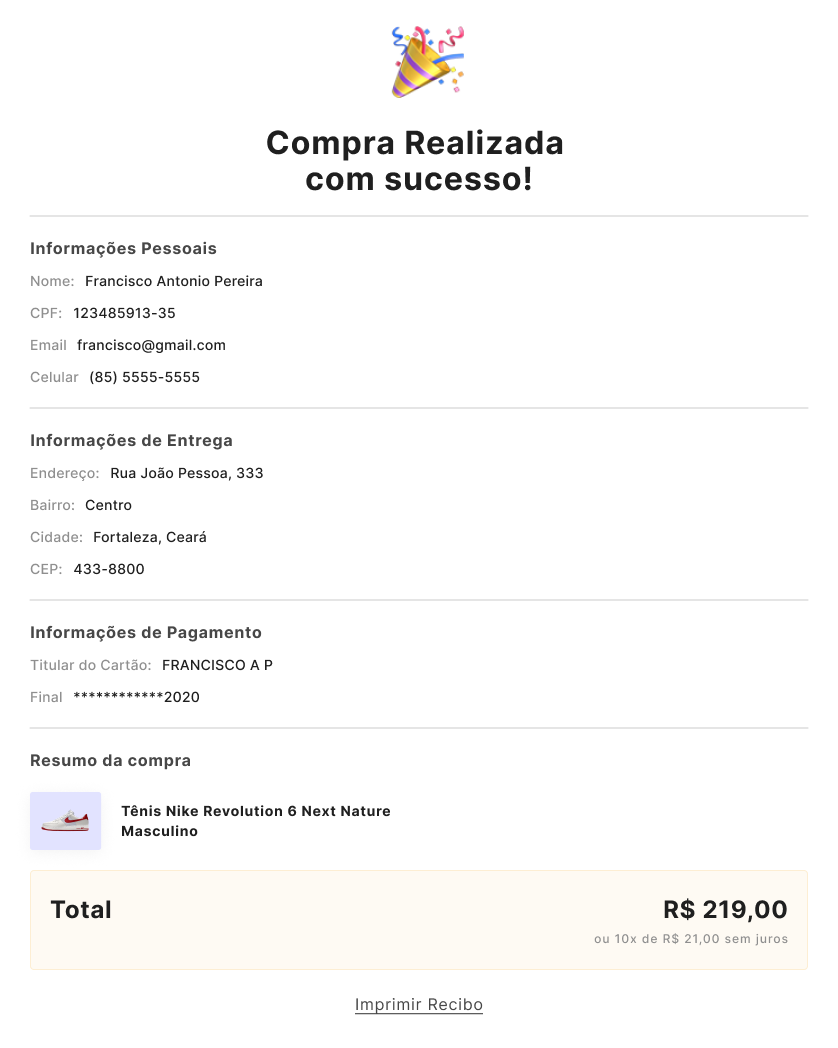 Compra Realizada
com sucesso!
Informações Pessoais
Nome: Francisco Antonio Pereira
CPF: 123485913-35
Email francisco@gmail.com
Celular (85) 5555-5555
Informações de Entrega
Endereço: Rua João Pessoa, 333
Bairro: Centro
Cidade: Fortaleza, Ceará
CEP: 433-8800
Informações de Pagamento
Titular do Cartão: FRANCISCO A P
Final ************2020
Resumo da compra
Tênis Nike Revolution 6 Next Nature
Masculino
Total R$ 219,00
ou 10x de R$ 21,00 sem juros
Imprimir Recibo